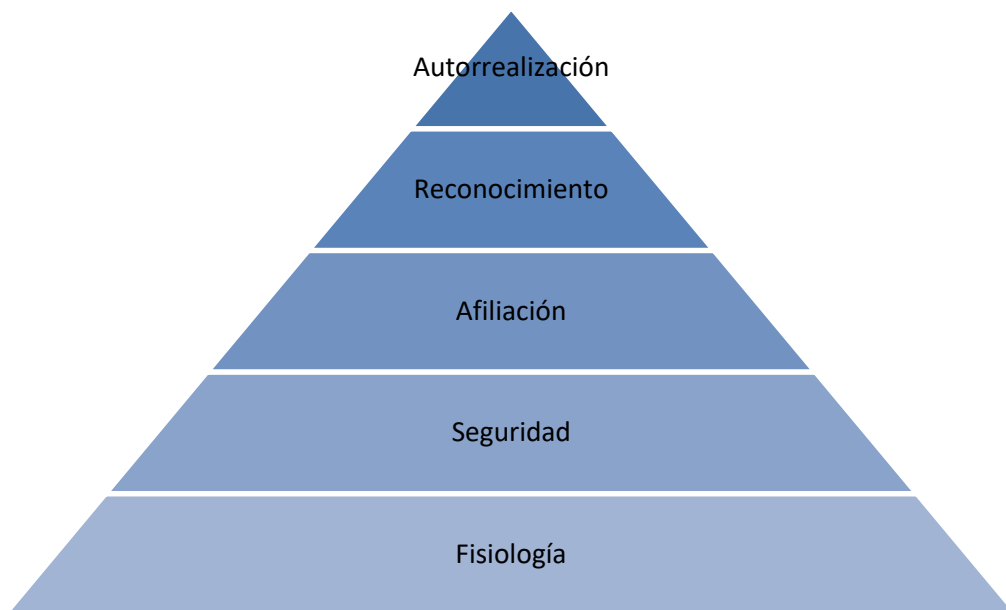 Autorrealización
Reconocimiento
Afiliación
Seguridad
Fisiología